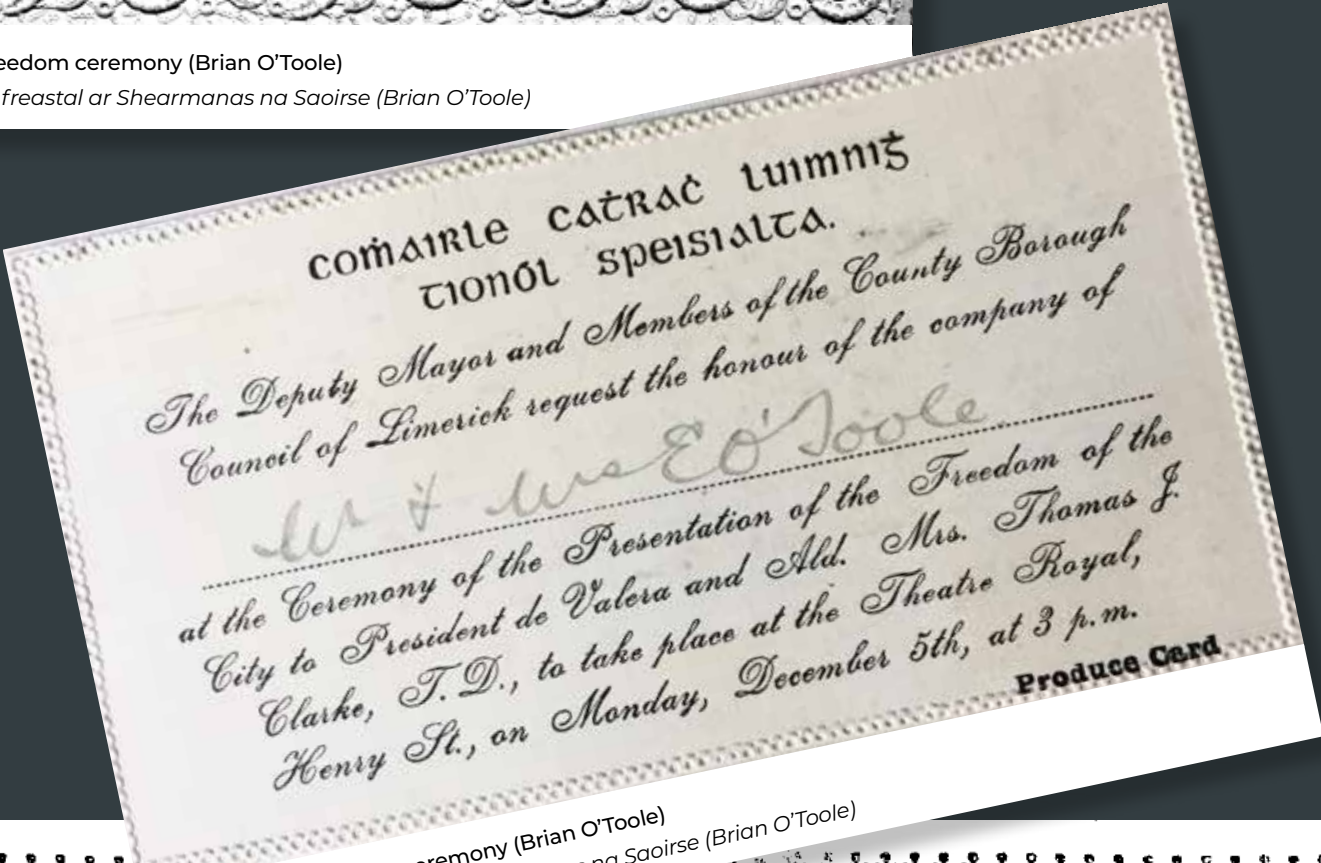 eedom ceremony (Brian O’Toole)
freastal ar Shearmanas na Saoirse (Brian O’Toole)
coṁairle caṫraċ luimniġ
tionól speisialta.
The Deputy Mayor and Members of the County Borough
Council of Limerick request the honour of the company of
Mr & Mrs E O'Toole
at the Ceremony of the Presentation of the Freedom of the
City to President de Valera and Ald. Mrs. Thomas J.
Clarke, T.D., to take place at the Theatre Royal,
Henry St., on Monday, December 5th, at 3 p.m.
Produce Card
eremony (Brian O’Toole)
na Saoirse (Brian O’Toole)